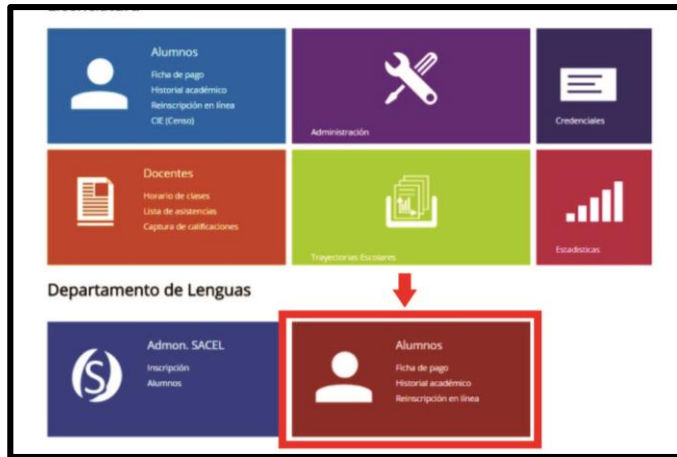 Licenciatura
Alumnos
Ficha de pago
Historial académico
Reinscripción en línea
CIE (Censo)
Administración
Credenciales
Docentes
Horario de clases
Lista de asistencias
Captura de calificaciones
Trayectorias Escolares
Estadísticas
Departamento de Lenguas
Admon. SACEL
Inscripción
Alumnos
Alumnos
Ficha de pago
Historial académico
Reinscripción en línea